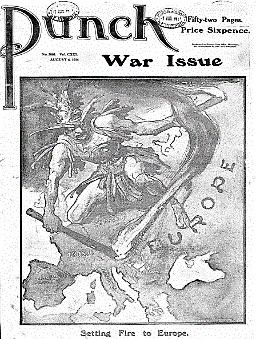 Punch
Fifty-two Pages.
Price Sixpence.
War Issue
EUROPE
Setting Fire to Europe.